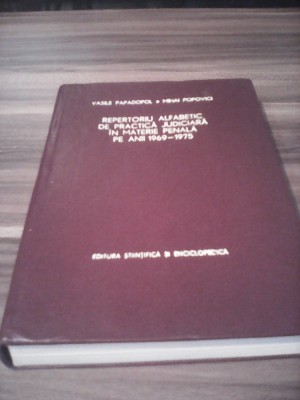 VASILE PAPADOPOL • MIHAI POPOVICI
REPERTORIU ALFABETIC
DE PRACTICĂ JUDICIARĂ
ÎN MATERIE PENALĂ
PE ANII 1969-1975
EDITURA ŞTIINŢIFICĂ ŞI ENCICLOPEDICĂ